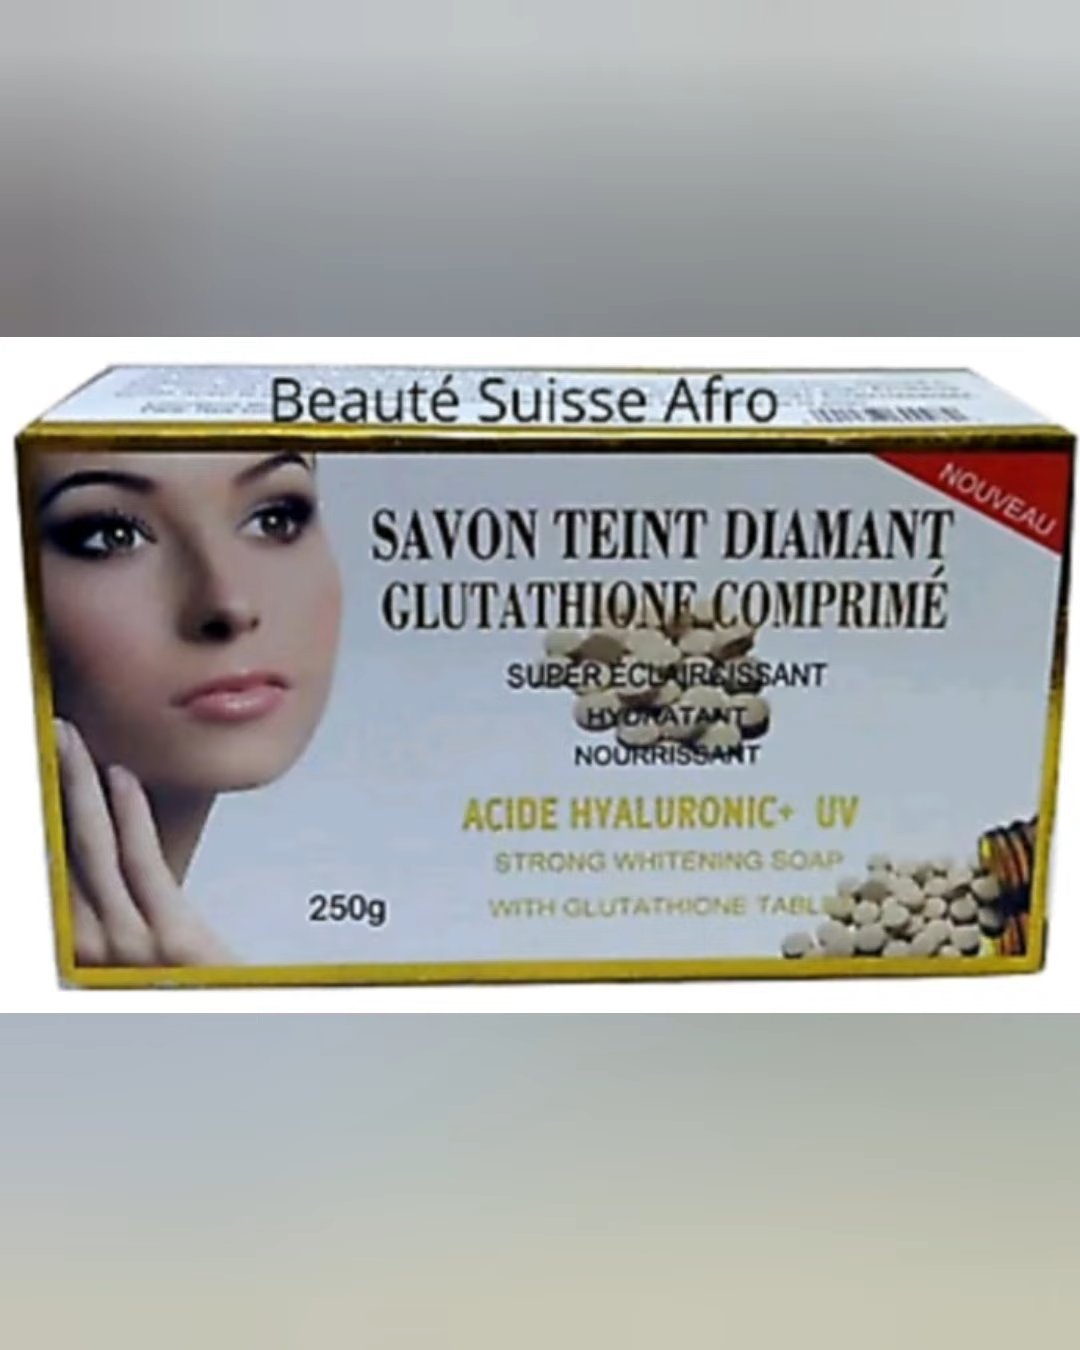 Beauté Suisse Afro
NOUVEAU
SAVON TEINT DIAMANT
GLUTATHIONE COMPRIMÉ
SUPER ÉCLAIRCISSANT
HYDRATANT
NOURRISSANT
ACIDE HYALURONIC+ UV
STRONG WHITENING SOAP
WITH GLUTATHIONE
250g